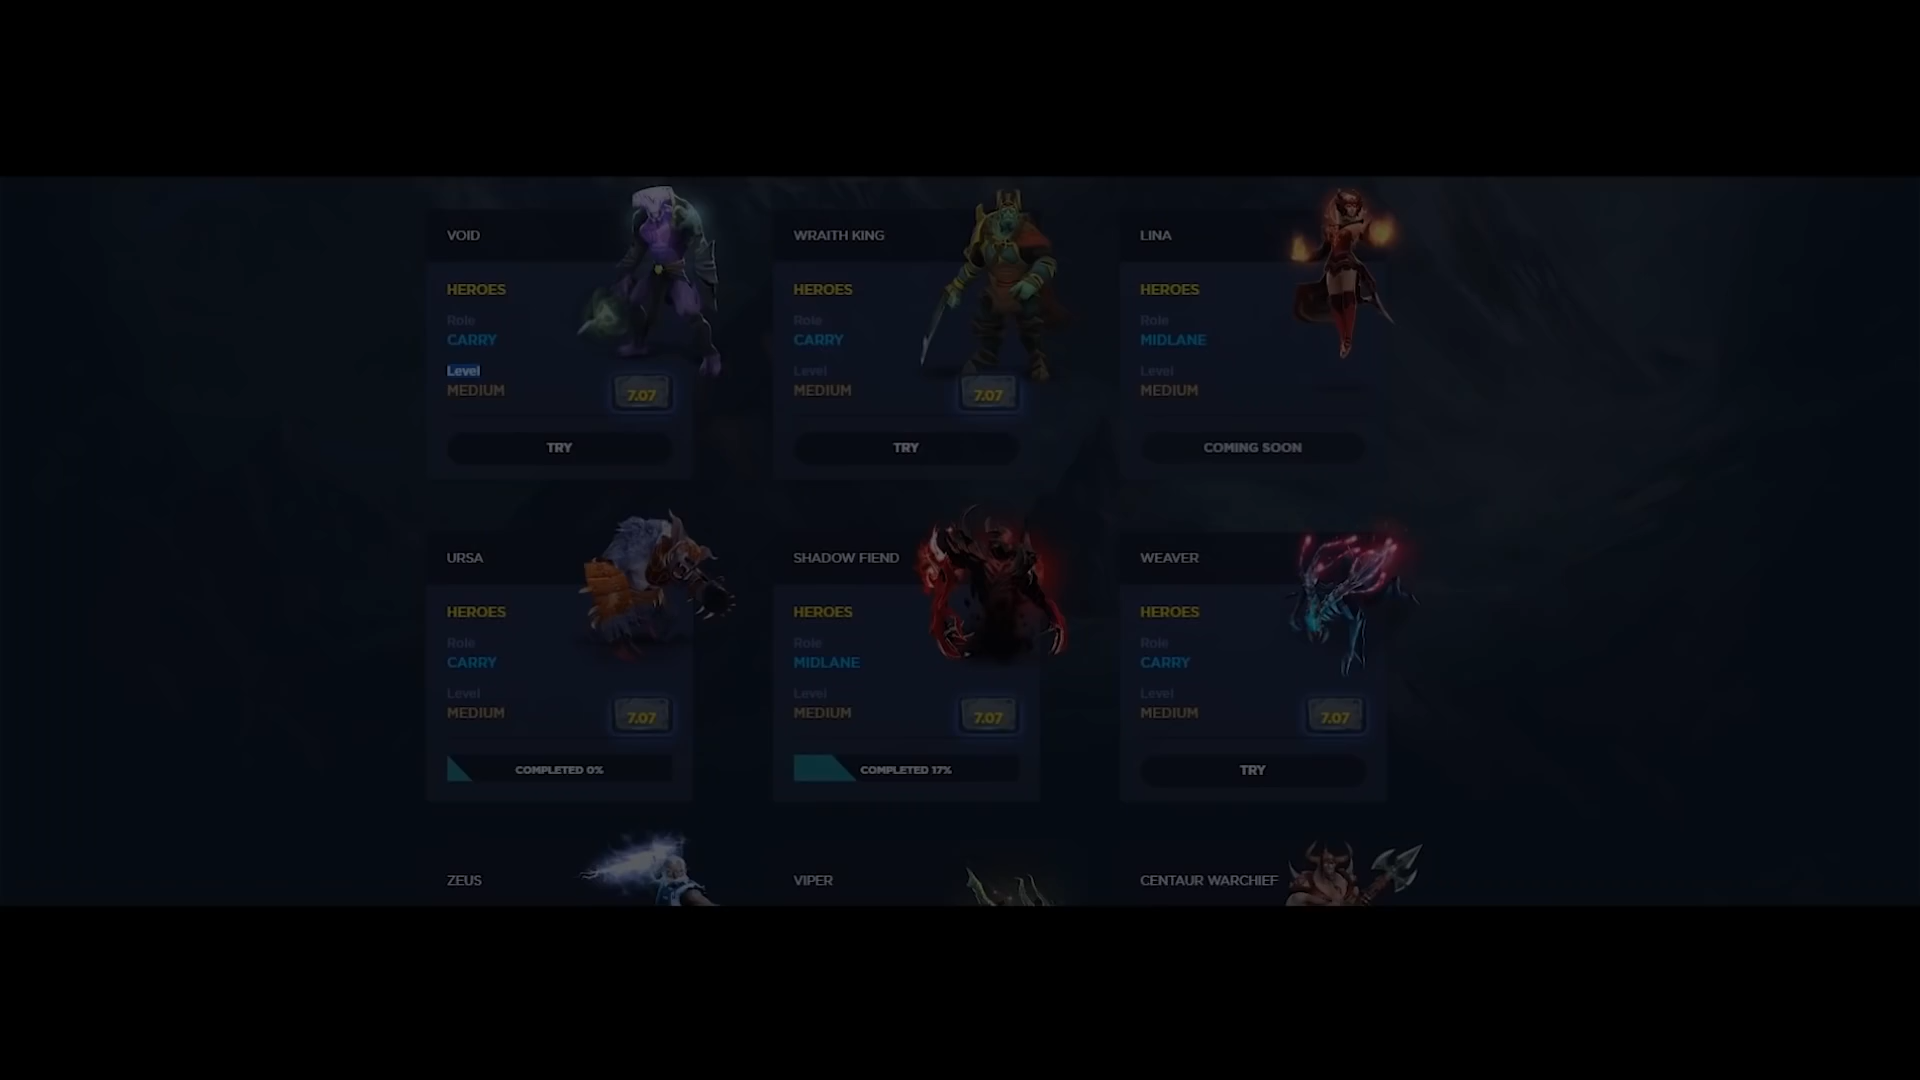 VOID
HEROES
Role
CARRY
Level
MEDIUM
7.07
TRY
WRAITH KING
HEROES
Role
CARRY
Level
MEDIUM
7.07
TRY
LINA
HEROES
Role
MIDLANE
Level
MEDIUM
COMING SOON
URSA
HEROES
Role
CARRY
Level
MEDIUM
7.07
COMPLETED 0%
SHADOW FIEND
HEROES
Role
MIDLANE
Level
MEDIUM
7.07
COMPLETED 17%
WEAVER
HEROES
Role
CARRY
Level
MEDIUM
7.07
TRY
ZEUS
VIPER
CENTAUR WARCHIEF